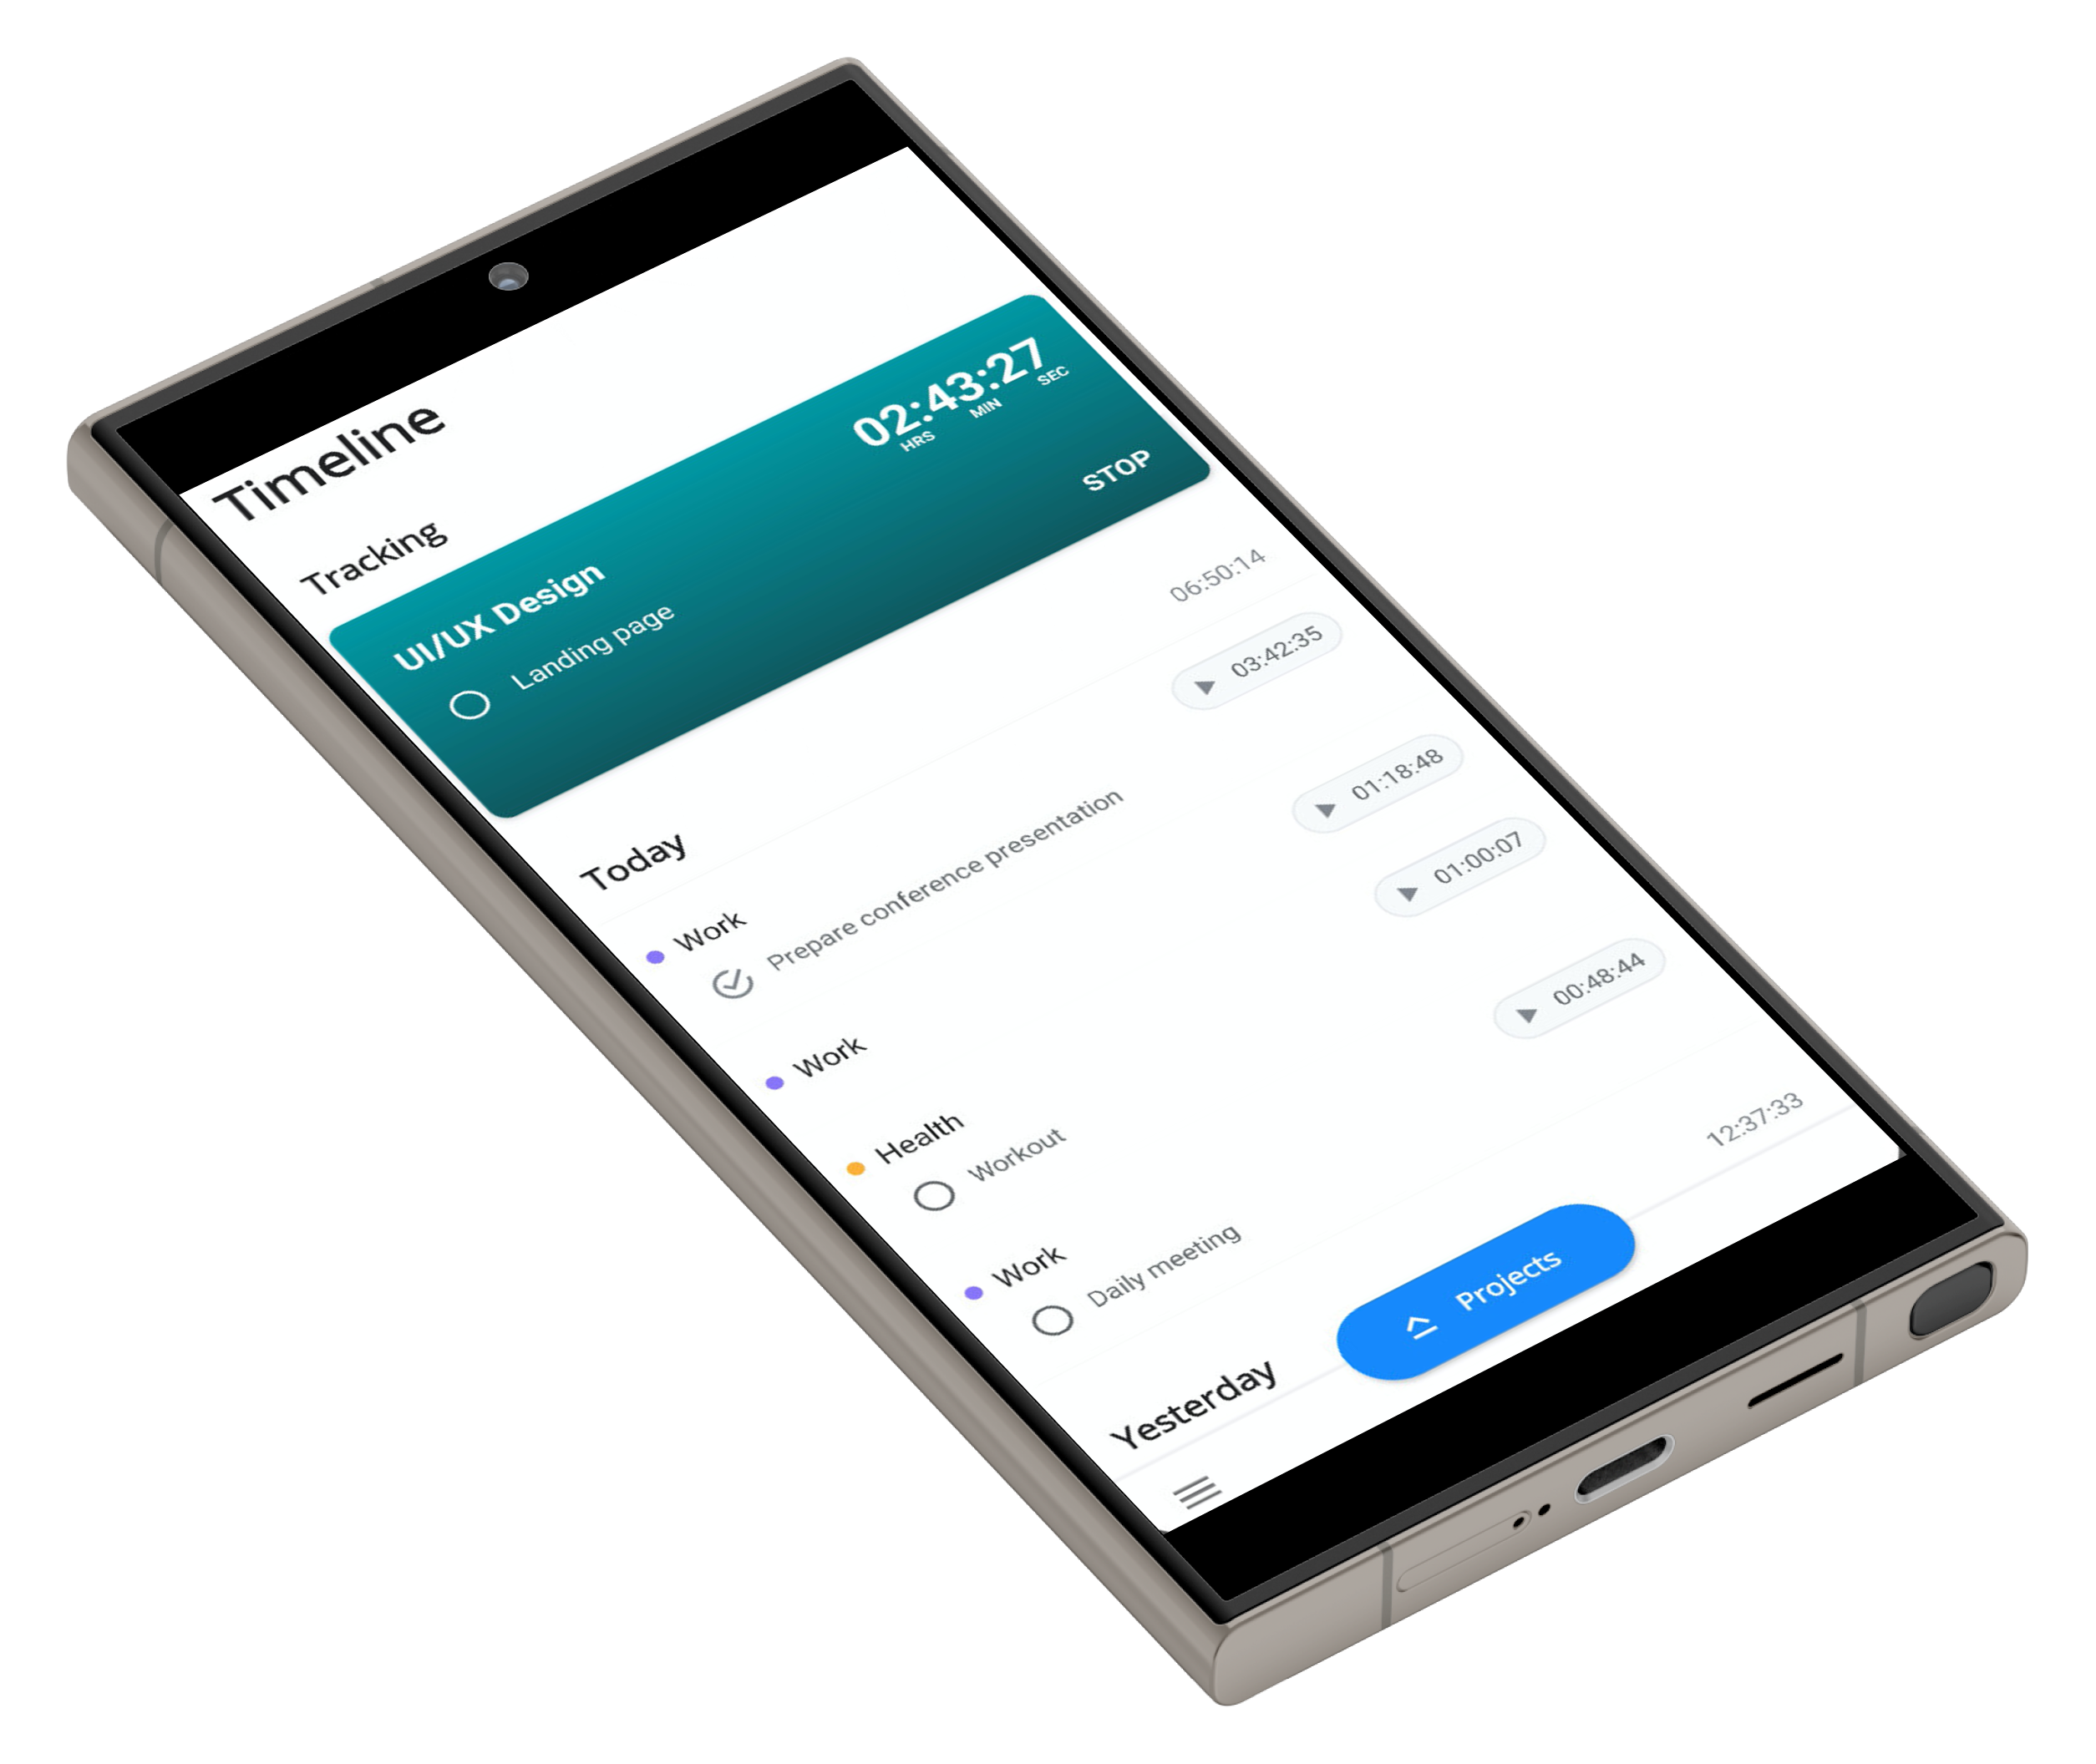 Timeline
Tracking
UI/UX Design
02:43:27
HRS MIN SEC
Landing page
STOP
Today 06:50:14
Work 03:42:35
Prepare conference presentation
Work 01:18:48
Health 01:00:07
Workout
Work 00:48:44
Daily meeting
Yesterday 12:37:33
Projects